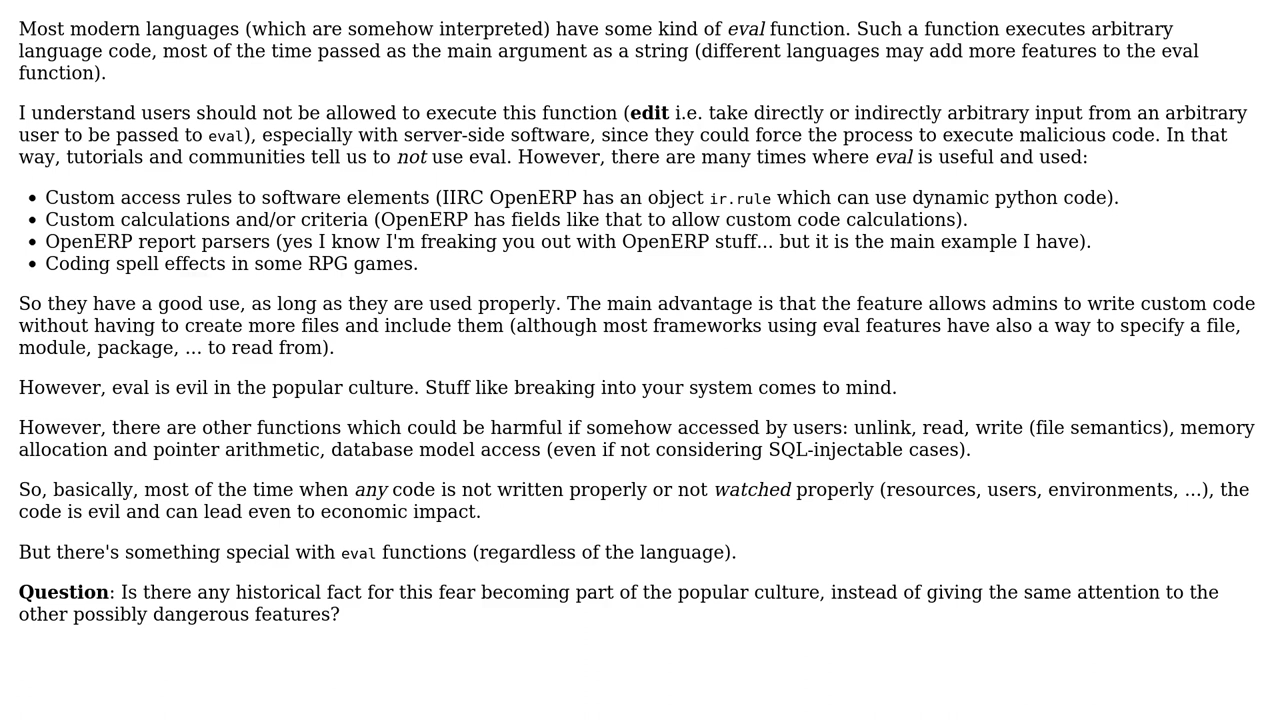 Most modern languages (which are somehow interpreted) have some kind of eval function. Such a function executes arbitrary
language code, most of the time passed as the main argument as a string (different languages may add more features to the eval
function).
I understand users should not be allowed to execute this function (edit i.e. take directly or indirectly arbitrary input from an arbitrary
user to be passed to eval), especially with server-side software, since they could force the process to execute malicious code. In that
way, tutorials and communities tell us to not use eval. However, there are many times where eval is useful and used:
• Custom access rules to software elements (IIRC OpenERP has an object ir.rule which can use dynamic python code).
• Custom calculations and/or criteria (OpenERP has fields like that to allow custom code calculations).
• OpenERP report parsers (yes I know I'm freaking you out with OpenERP stuff... but it is the main example I have).
• Coding spell effects in some RPG games.
So they have a good use, as long as they are used properly. The main advantage is that the feature allows admins to write custom code
without having to create more files and include them (although most frameworks using eval features have also a way to specify a file,
module, package, ... to read from).
However, eval is evil in the popular culture. Stuff like breaking into your system comes to mind.
However, there are other functions which could be harmful if somehow accessed by users: unlink, read, write (file semantics), memory
allocation and pointer arithmetic, database model access (even if not considering SQL-injectable cases).
So, basically, most of the time when any code is not written properly or not watched properly (resources, users, environments, ...), the
code is evil and can lead even to economic impact.
But there's something special with eval functions (regardless of the language).
Question: Is there any historical fact for this fear becoming part of the popular culture, instead of giving the same attention to the
other possibly dangerous features?